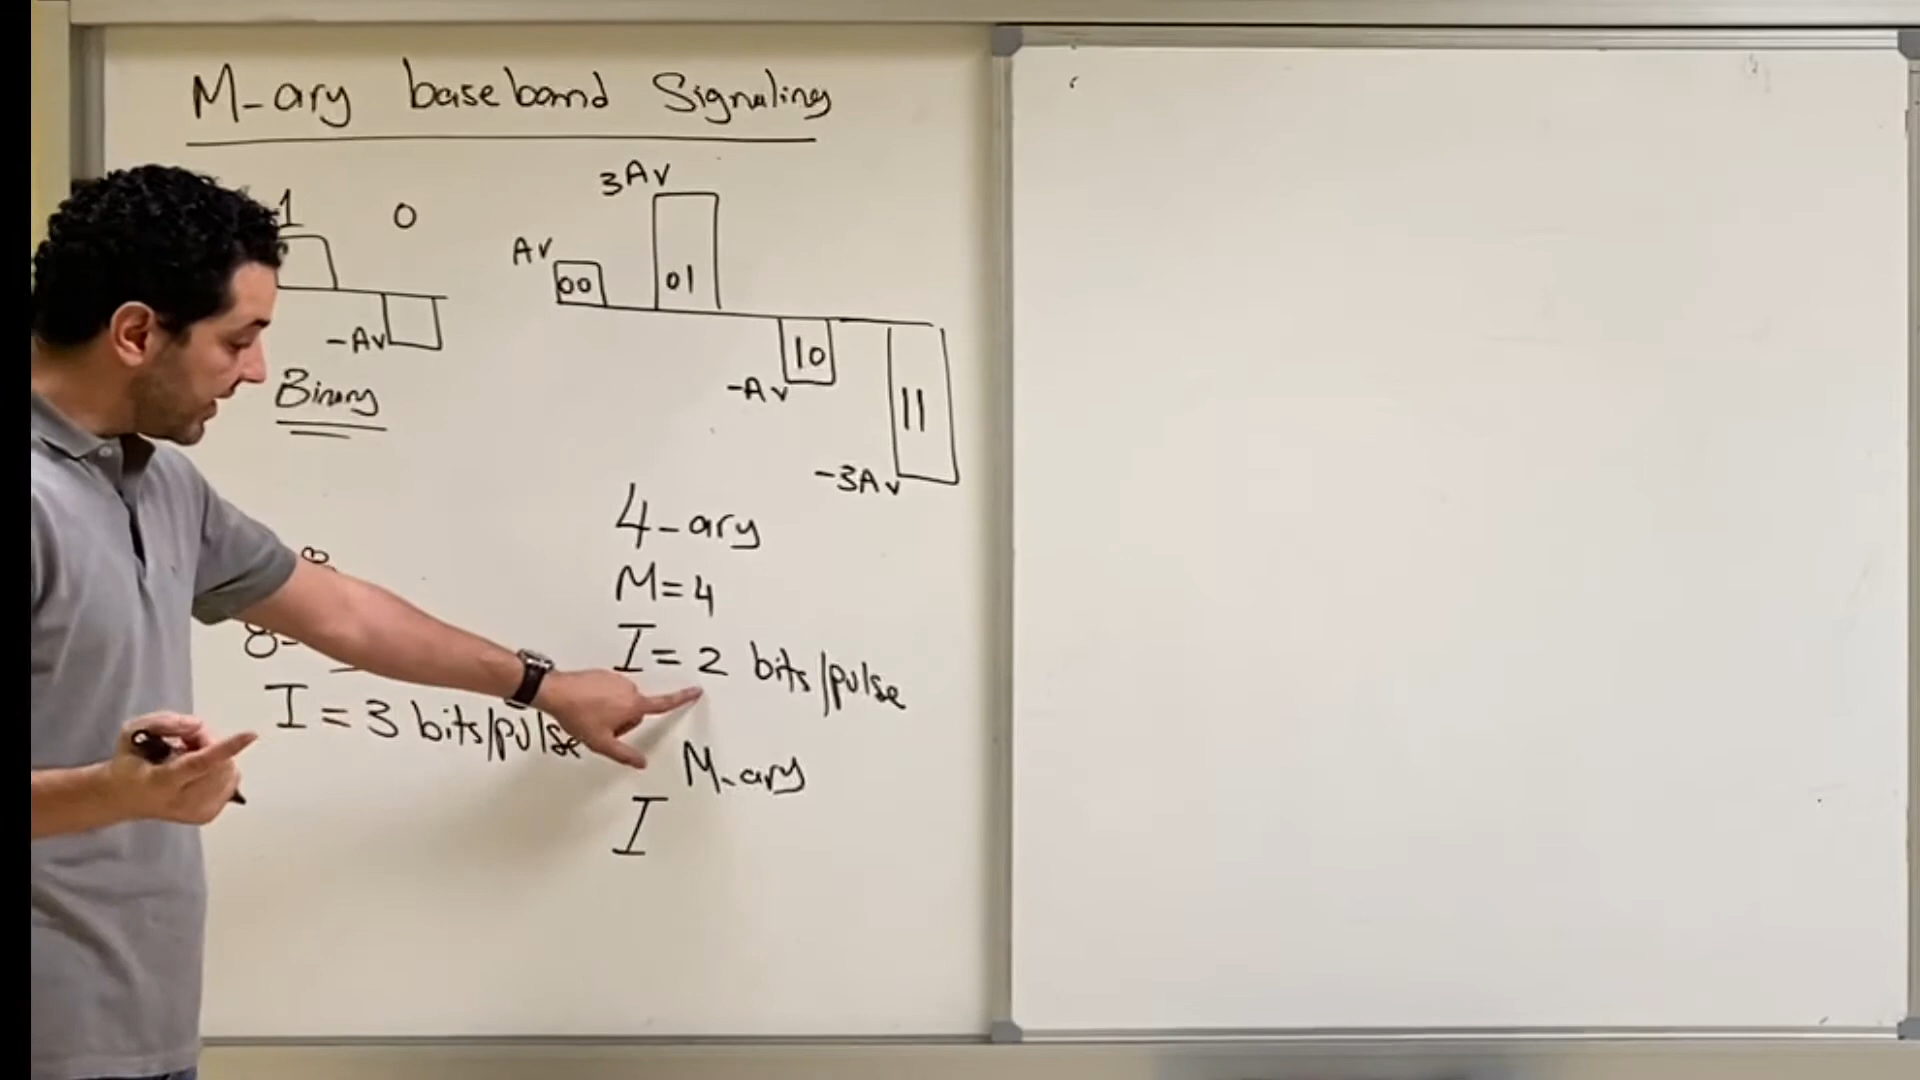 M-ary baseband Signaling
1 0
-Av
Binary
3Av
Av
00 01
10
-Av
11
-3Av
4-ary
M=4
I=2 bits/pulse
8-
I=3 bits/pulse
M-ary
I